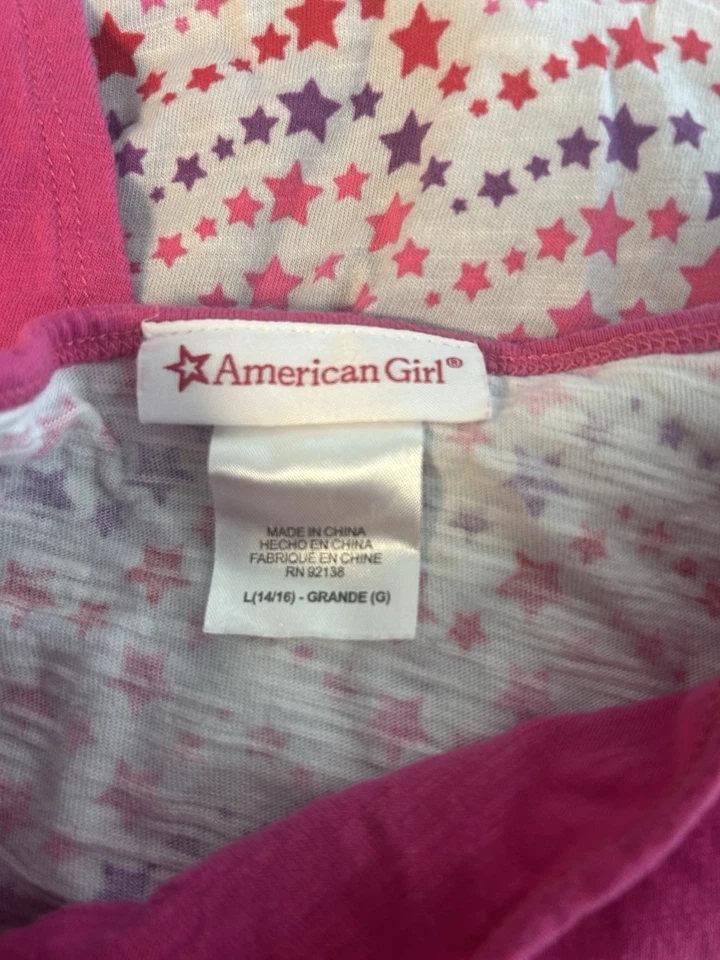 American Girl®
MADE IN CHINA
HECHO EN CHINA
FABRIQUÉ EN CHINE
RN 92138
L(14/16) - GRANDE (G)